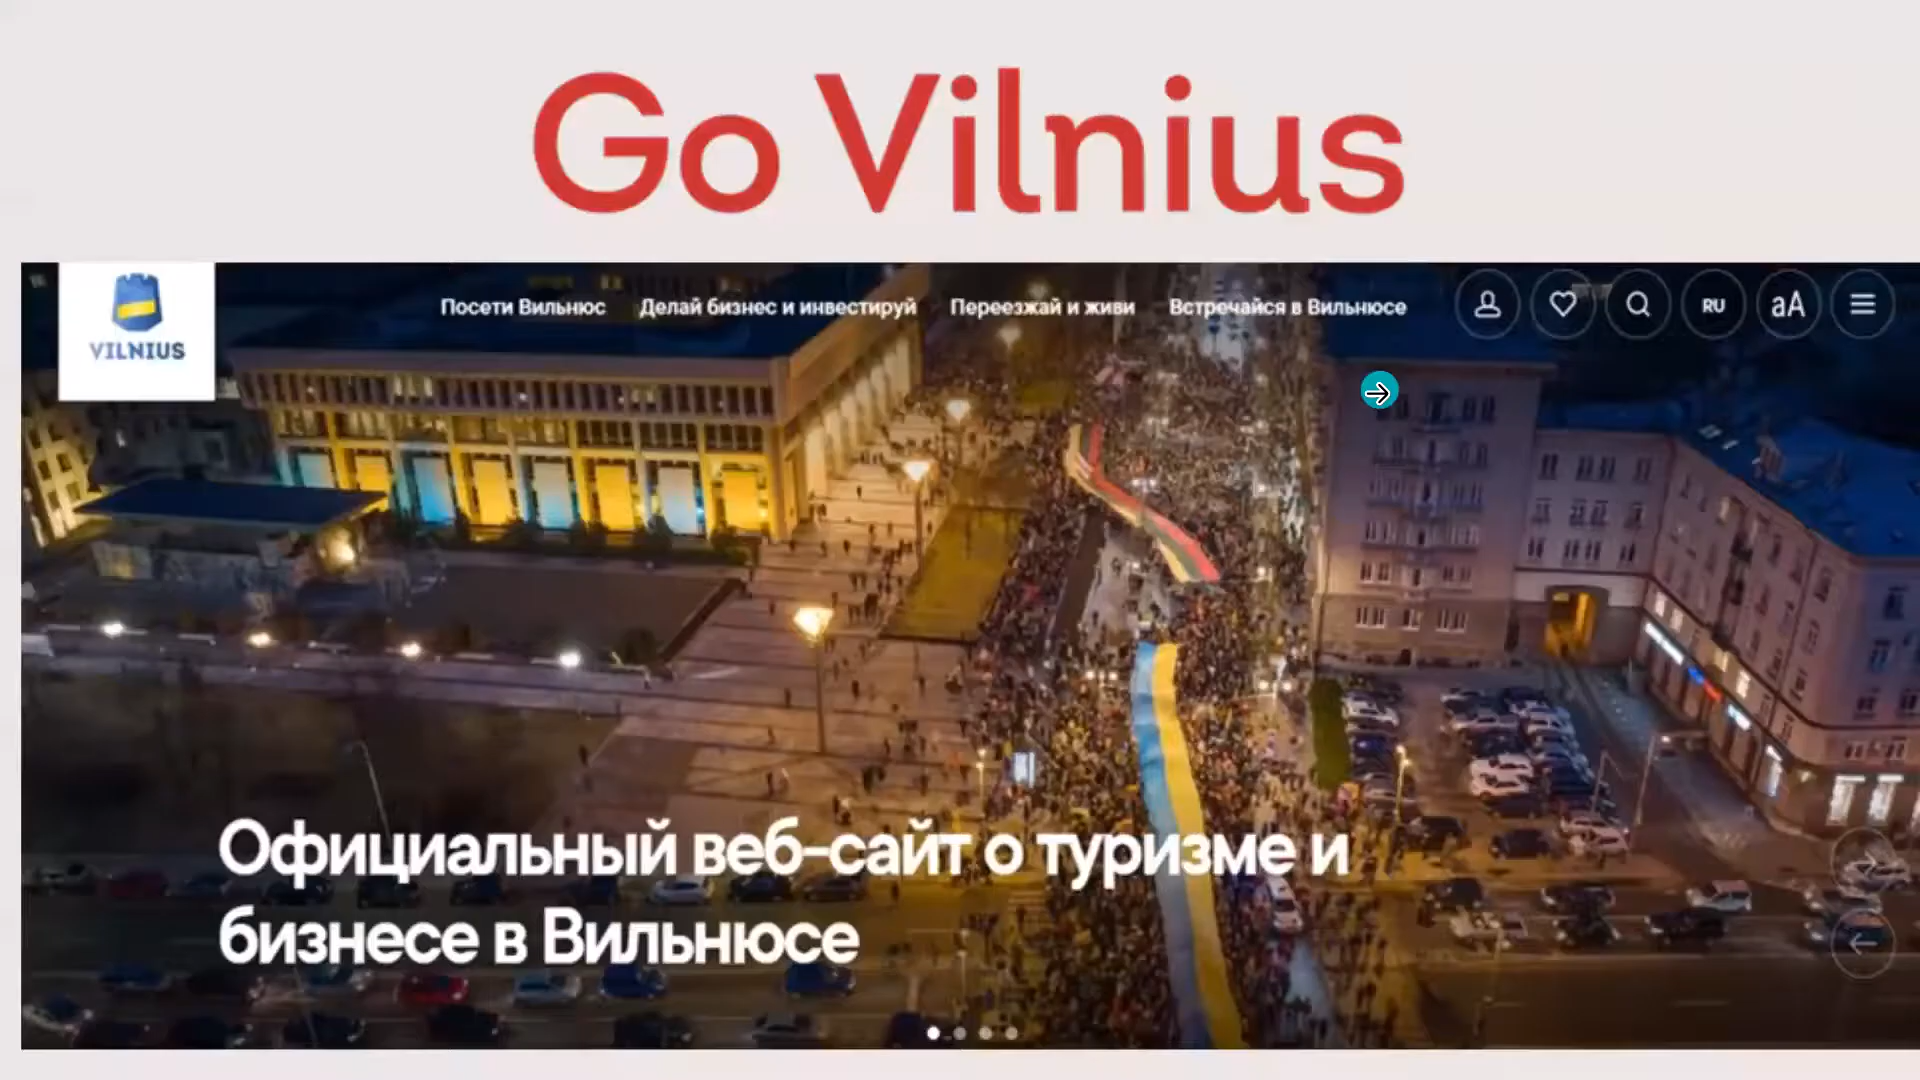 Go Vilnius
VILNIUS
Посети Вильнюс
Делай бизнес и инвестируй
Переезжай и живи
Встречайся в Вильнюсе
RU
aA
Официальный веб-сайт о туризме и
бизнесе в Вильнюсе